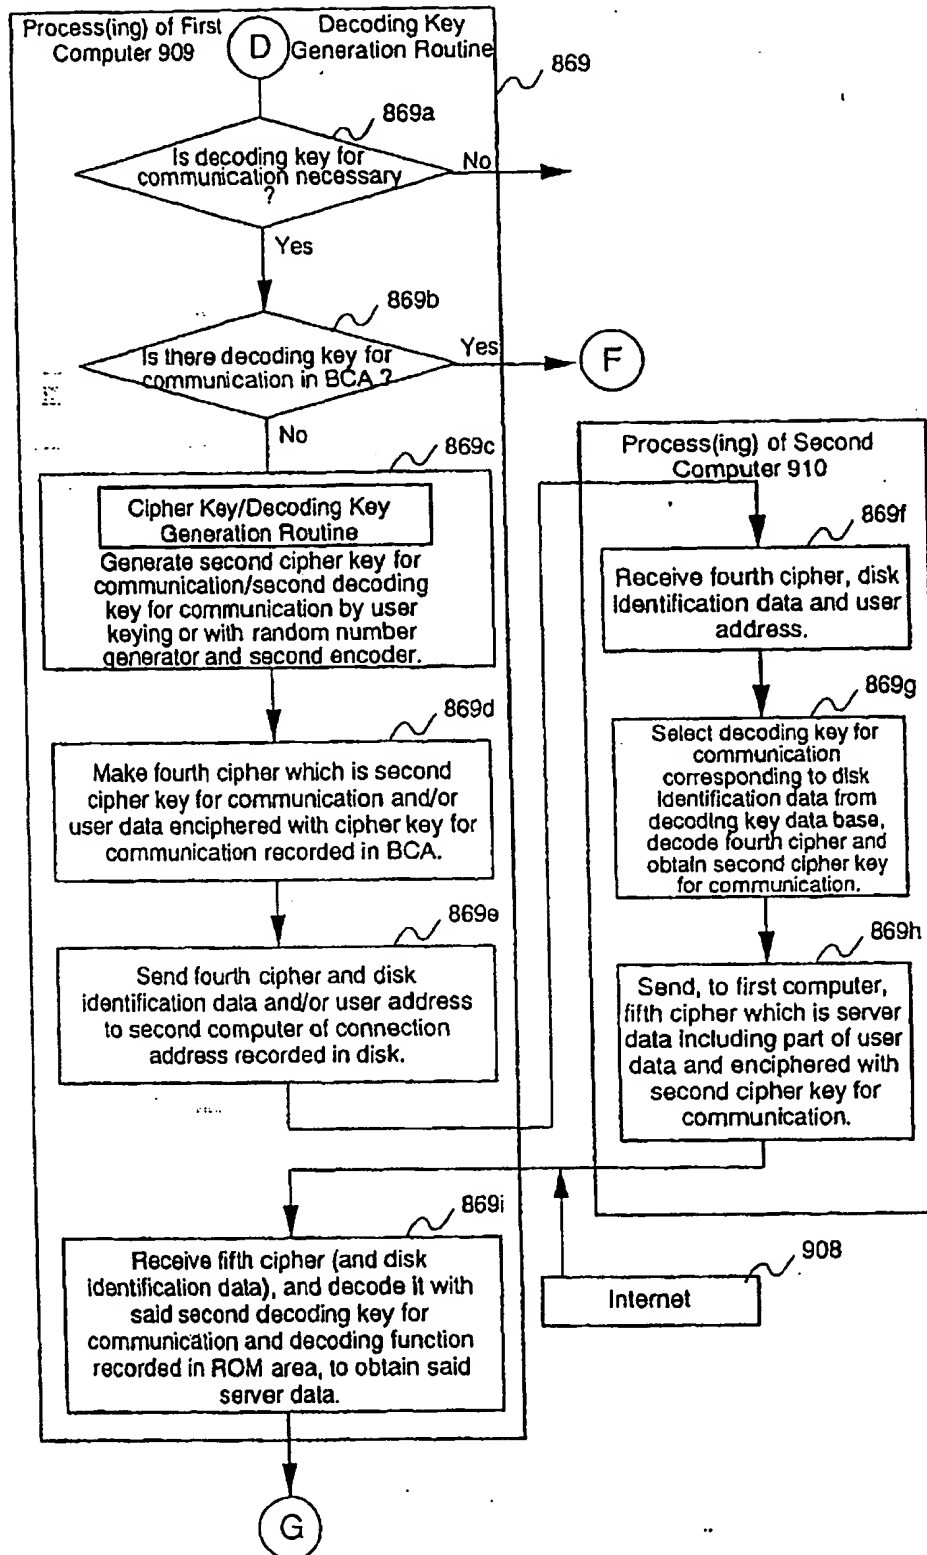 Process(ing) of First
Computer 909
D
Decoding Key
Generation Routine
869
869a
Is decoding key for
communication necessary
?
No
Yes
869b
Is there decoding key for
communication in BCA ?
Yes
F
No
869c
Cipher Key/Decoding Key
Generation Routine
Generate second cipher key for
communication/second decoding
key for communication by user
keying or with random number
generator and second encoder.
869d
Make fourth cipher which is second
cipher key for communication and/or
user data enciphered with cipher key for
communication recorded in BCA.
869e
Send fourth cipher and disk
identification data and/or user address
to second computer of connection
address recorded in disk.
Process(ing) of Second
Computer 910
869f
Receive fourth cipher, disk
identification data and user
address.
869g
Select decoding key for
communication
corresponding to disk
identification data from
decoding key data base,
decode fourth cipher and
obtain second cipher key
for communication.
869h
Send, to first computer,
fifth cipher which is server
data including part of user
data and enciphered with
second cipher key for
communication.
869i
Receive fifth cipher (and disk
identification data), and decode it with
said second decoding key for
communication and decoding function
recorded in ROM area, to obtain said
server data.
908
Internet
G